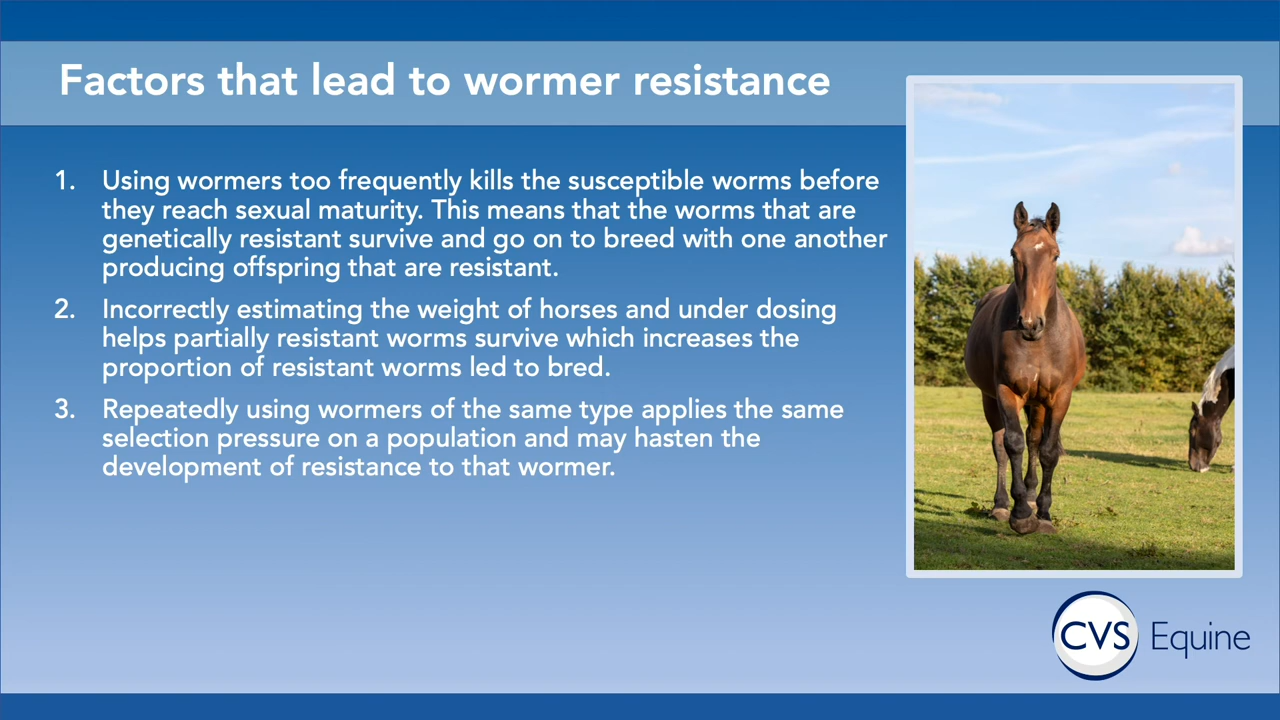 Factors that lead to wormer resistance
1. Using wormers too frequently kills the susceptible worms before
they reach sexual maturity. This means that the worms that are
genetically resistant survive and go on to breed with one another
producing offspring that are resistant.
2. Incorrectly estimating the weight of horses and under dosing
helps partially resistant worms survive which increases the
proportion of resistant worms led to bred.
3. Repeatedly using wormers of the same type applies the same
selection pressure on a population and may hasten the
development of resistance to that wormer.
CVS Equine